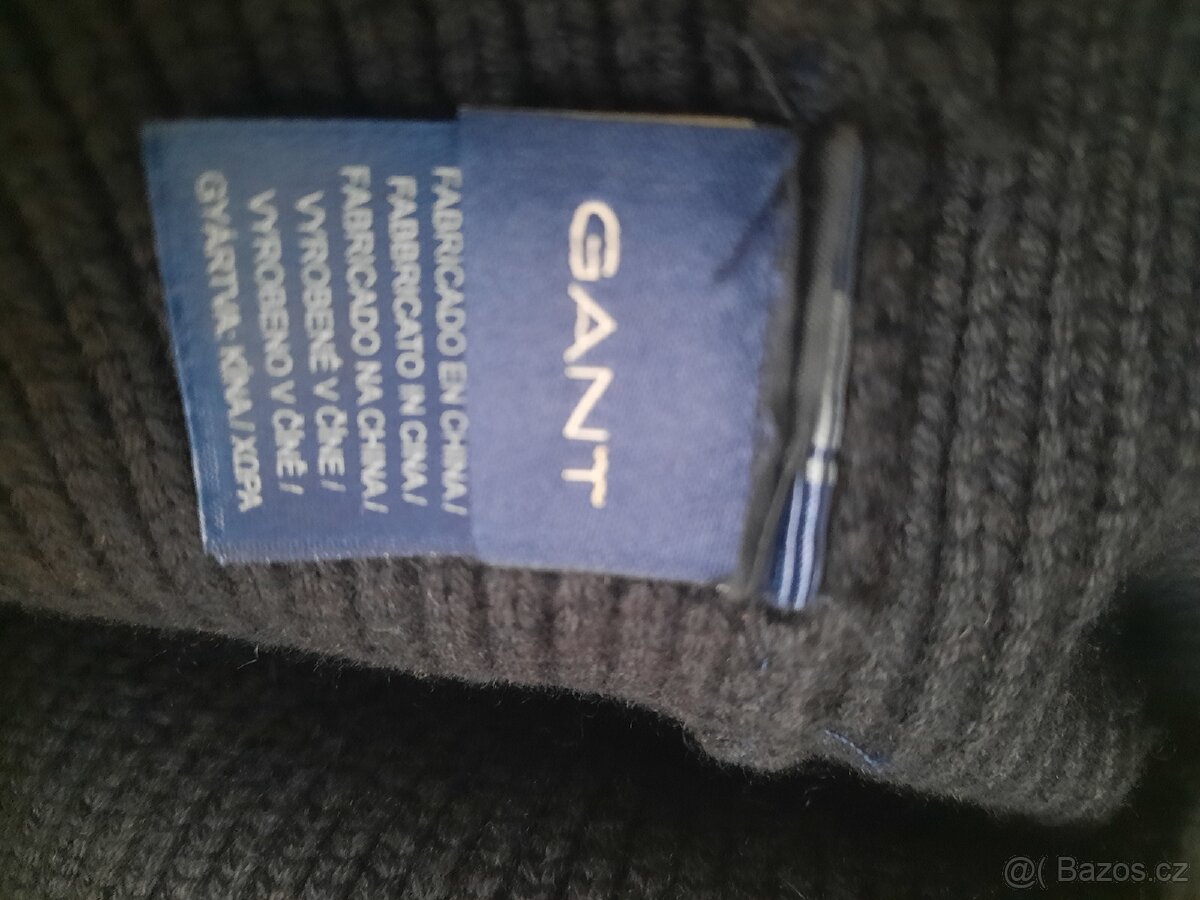 GANT
FABRICADO EN CHINA /
FABBRICATO IN CINA /
FABRICADO NA CHINA /
VYROBENÉ V ČÍNE /
VYROBENO V ČÍNĚ /
GYÁRTVA: KÍNA / ΧΩΡΑ
@( Bazos.cz